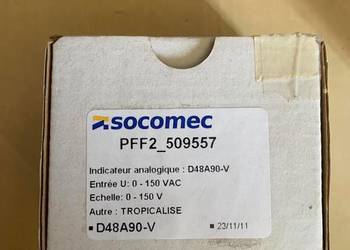 socomec
PFF2_509557
Indicateur analogique : D48A90-V
Entrée U: 0 - 150 VAC
Echelle: 0 - 150 V
Autre : TROPICALISE
▪ D48A90-V ▪ 23/11/11